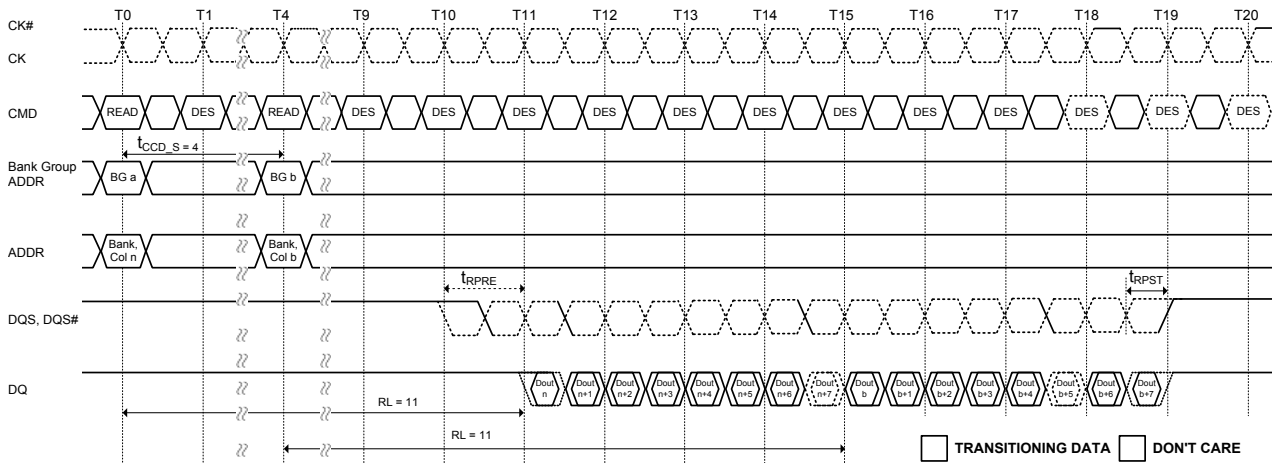 T0 T1 T4 T9 T10 T11 T12 T13 T14 T15 T16 T17 T18 T19 T20
CK#
CK
CMD READ DES READ DES DES DES DES DES DES DES DES DES DES DES DES
tCCD_S = 4
Bank Group
ADDR BG a BG b
ADDR Bank, Col n Bank, Col b
tRPRE tRPST
DQS, DQS#
DQ Dout n Dout n+1 Dout n+2 Dout n+3 Dout n+4 Dout n+5 Dout n+6 Dout n+7 Dout b Dout b+1 Dout b+2 Dout b+3 Dout b+4 Dout b+5 Dout b+6 Dout b+7
RL = 11
RL = 11
TRANSITIONING DATA DON'T CARE